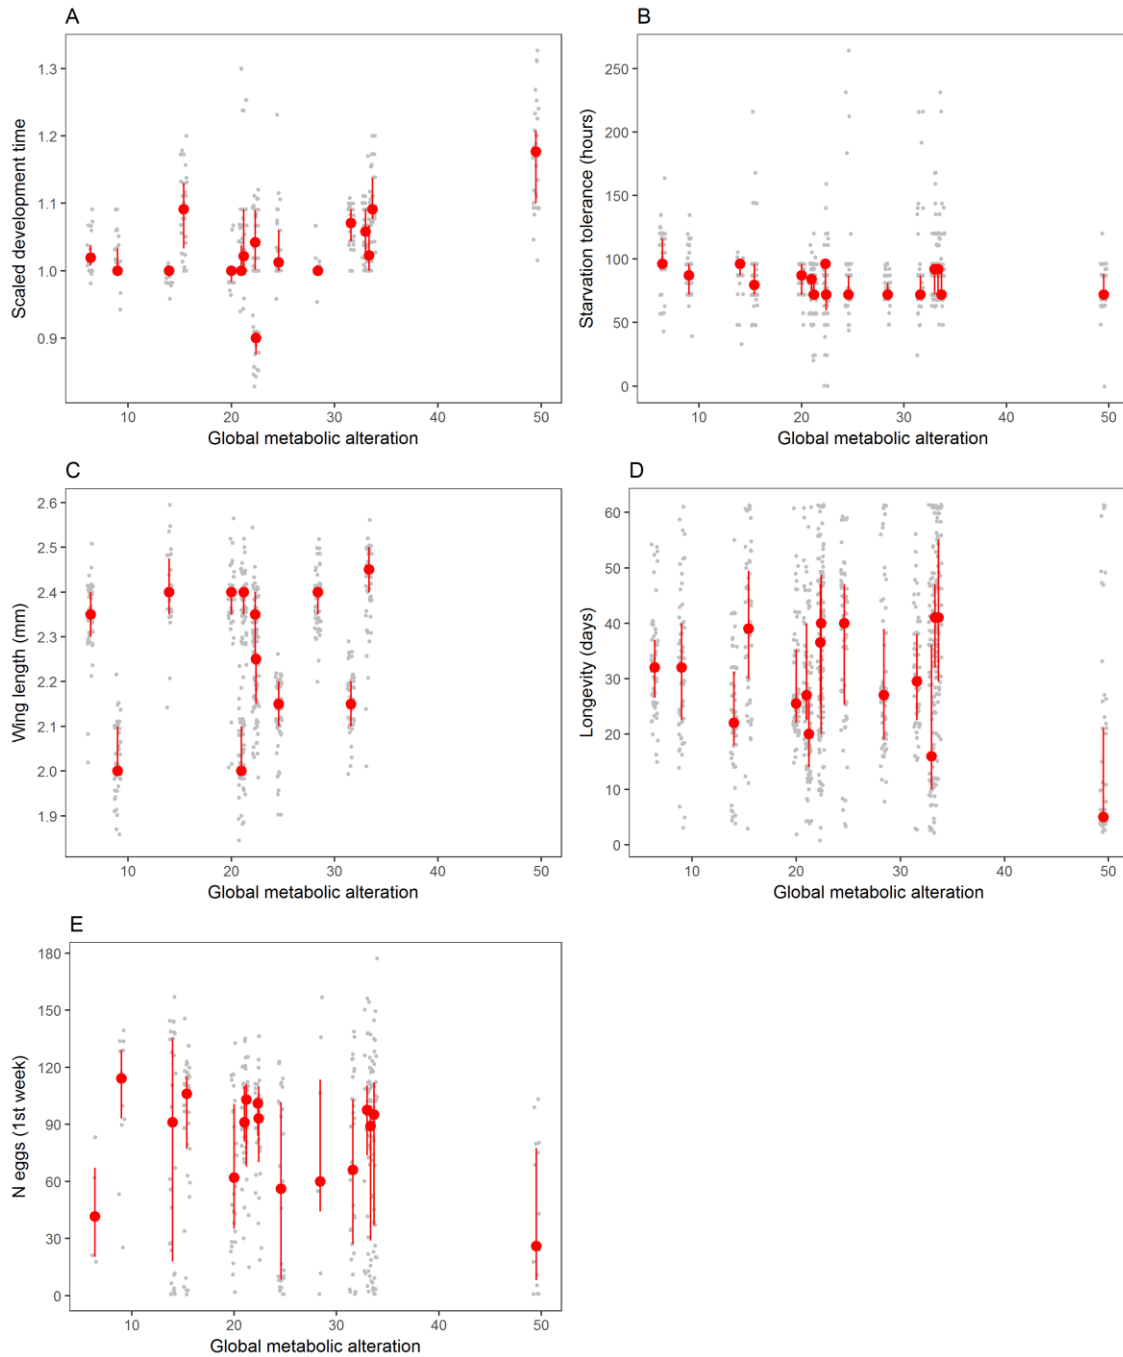 A
Scaled development time
1.3
1.2
1.1
1.0
0.9
10 20 30 40 50
Global metabolic alteration
B
Starvation tolerance (hours)
250
200
150
100
50
0
10 20 30 40 50
Global metabolic alteration
C
Wing length (mm)
2.6
2.5
2.4
2.3
2.2
2.1
2.0
1.9
10 20 30 40 50
Global metabolic alteration
D
Longevity (days)
60
50
40
30
20
10
0
10 20 30 40 50
Global metabolic alteration
E
N eggs (1st week)
180
150
120
90
60
30
0
10 20 30 40 50
Global metabolic alteration